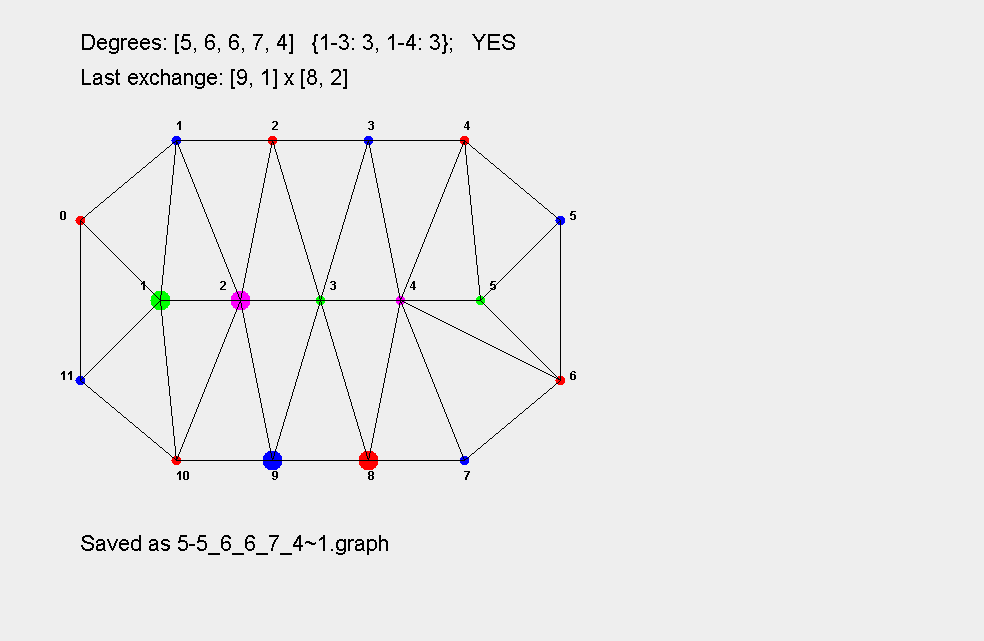 Degrees: [5, 6, 6, 7, 4] {1-3: 3, 1-4: 3}; YES
Last exchange: [9, 1] x [8, 2]
1 2 3 4
0 5
1 2 3 4 5
11 6
10 9 8 7
Saved as 5-5_6_6_7_4~1.graph